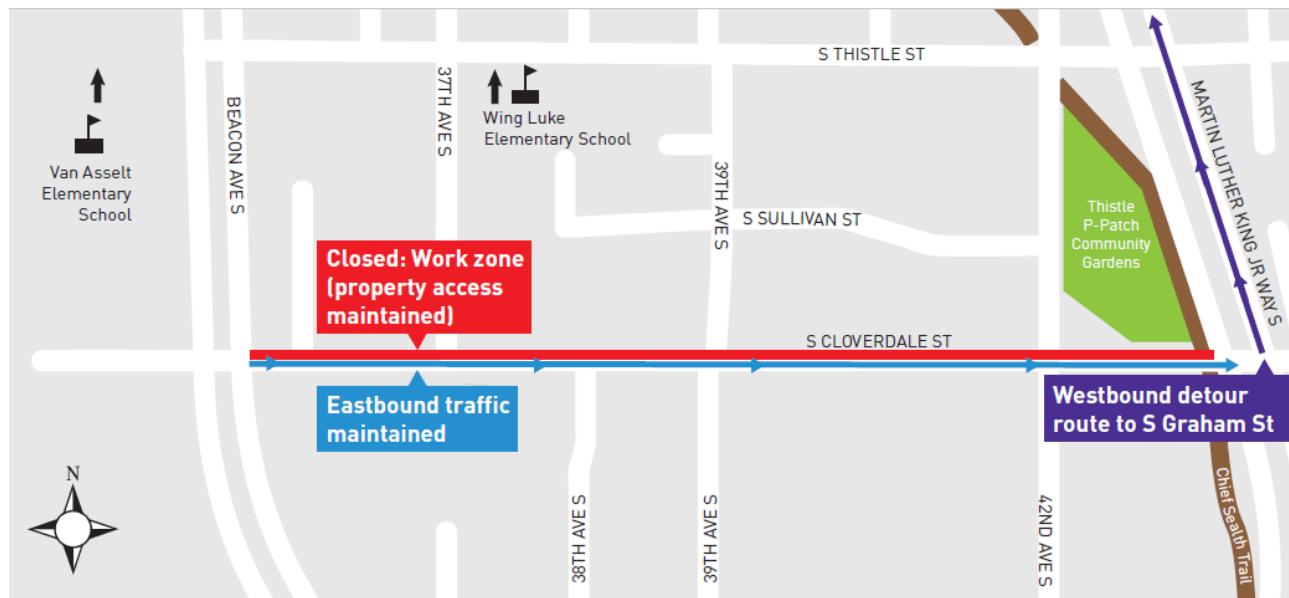 S THISTLE ST
37TH AVE S
BEACON AVE S
Van Asselt
Elementary
School
Wing Luke
Elementary School
39TH AVE S
S SULLIVAN ST
MARTIN LUTHER KING JR WAY S
Thistle
P-Patch
Community
Gardens
Closed: Work zone
(property access
maintained)
S CLOVERDALE ST
Eastbound traffic
maintained
Westbound detour
route to S Graham St
N
38TH AVE S
39TH AVE S
42ND AVE S
Chief Sealth Trail